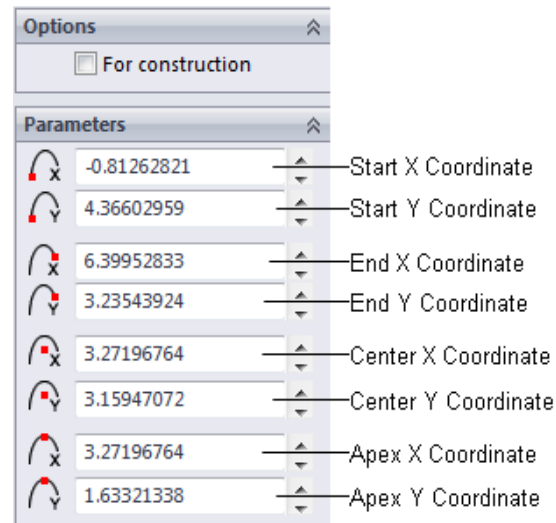 Options
For construction
Parameters
X -0.81262821 Start X Coordinate
Y 4.36602959 Start Y Coordinate
X 6.39952833 End X Coordinate
Y 3.23543924 End Y Coordinate
X 3.27196764 Center X Coordinate
Y 3.15947072 Center Y Coordinate
X 3.27196764 Apex X Coordinate
Y 1.63321338 Apex Y Coordinate